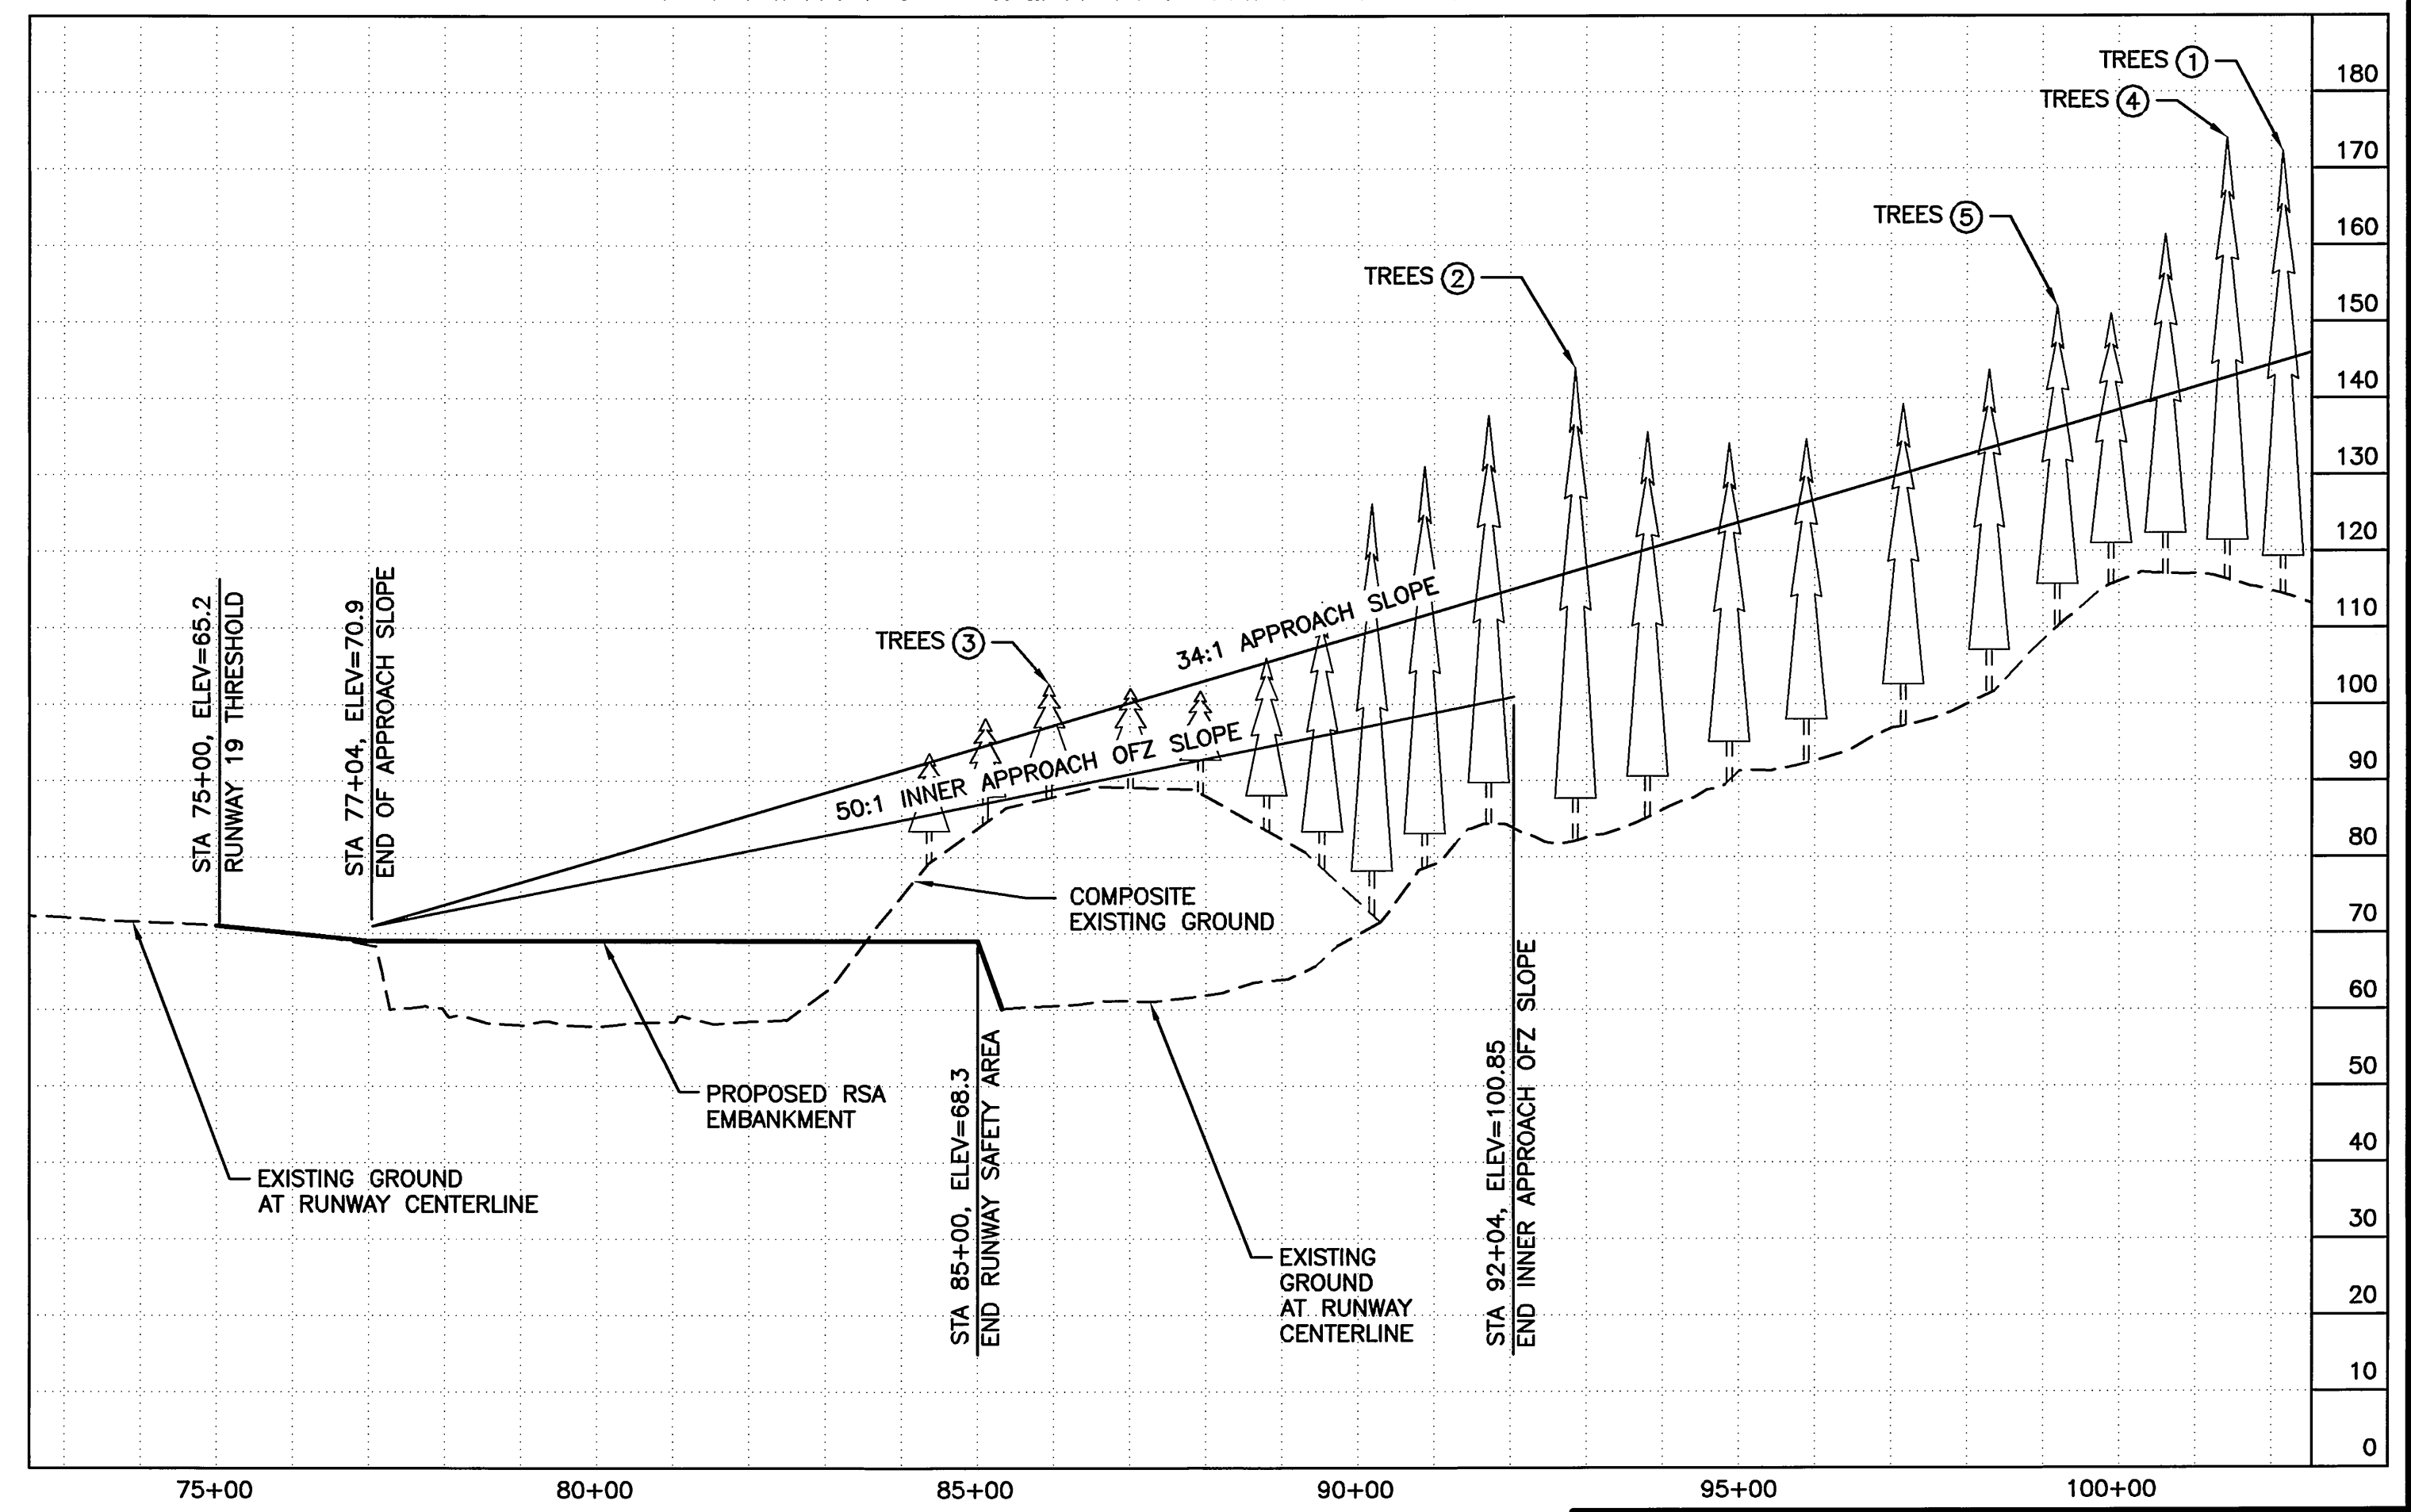 TREES 1
180
TREES 4
170
TREES 5
160
TREES 2
150
140
130
120
STA 75+00, ELEV=65.2
RUNWAY 19 THRESHOLD
STA 77+04, ELEV=70.9
END OF APPROACH SLOPE
TREES 3
34:1 APPROACH SLOPE
110
100
50:1 INNER APPROACH OFZ SLOPE
90
80
COMPOSITE
EXISTING GROUND
70
60
PROPOSED RSA
EMBANKMENT
50
STA 85+00, ELEV=68.3
END RUNWAY SAFETY AREA
STA 92+04, ELEV=100.85
END INNER APPROACH OFZ SLOPE
EXISTING GROUND
AT RUNWAY CENTERLINE
40
30
EXISTING
GROUND
AT RUNWAY
CENTERLINE
20
10
0
75+00
80+00
85+00
90+00
95+00
100+00